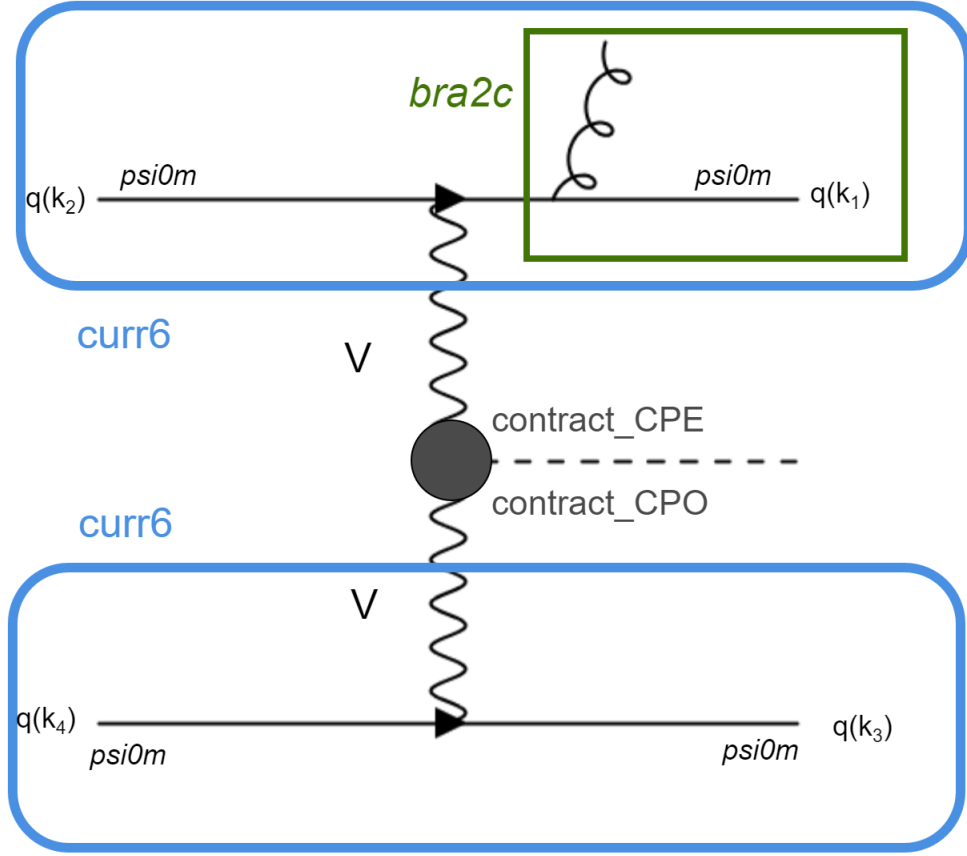 bra2c
psi0m
psi0m
q(k₂)
q(k₁)
curr6
V
contract_CPE
contract_CPO
curr6
V
q(k₄)
q(k₃)
psi0m
psi0m